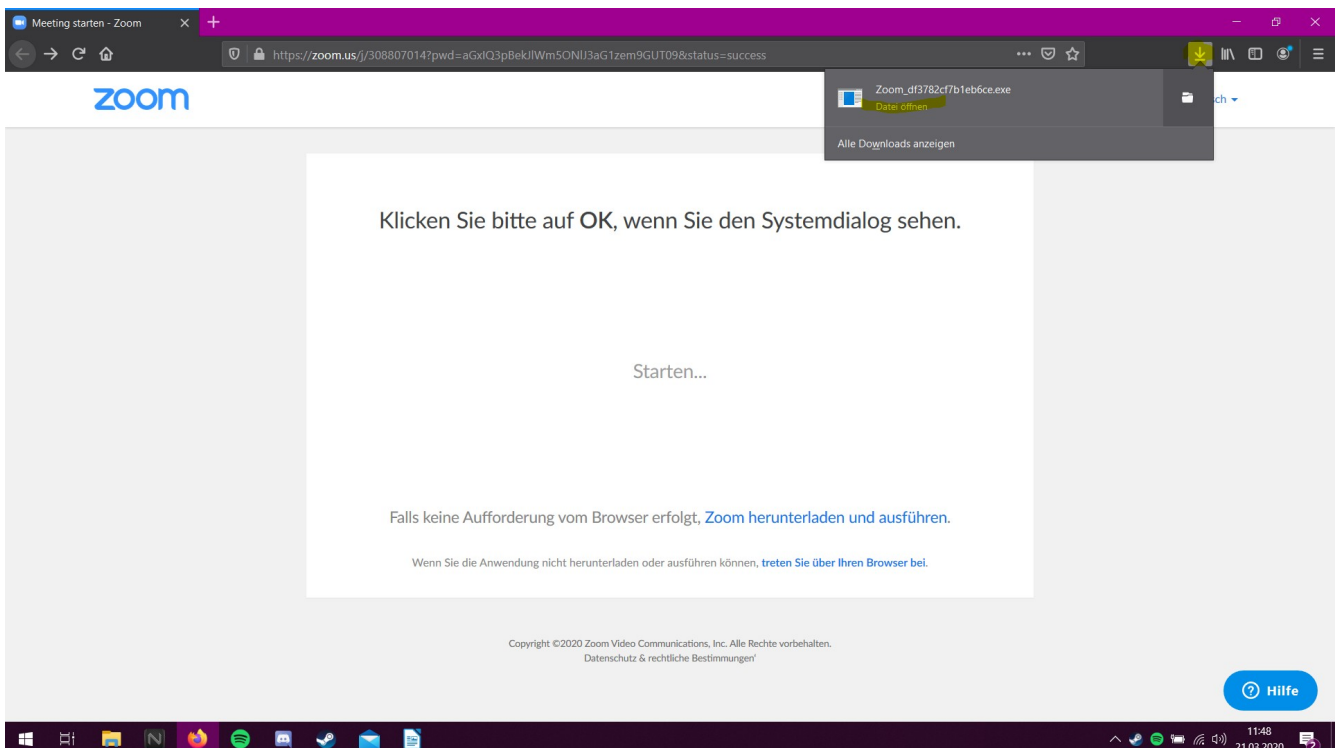 Meeting starten - Zoom
https://zoom.us/j/308807014?pwd=aGxIQ3pBekJlWm5ONlJ3aG1zem9GUT09&status=success
zoom
Zoom_df3782cf7b1eb6ce.exe
Datei öffnen
Alle Downloads anzeigen
Klicken Sie bitte auf OK, wenn Sie den Systemdialog sehen.
Starten...
Falls keine Aufforderung vom Browser erfolgt, Zoom herunterladen und ausführen.
Wenn Sie die Anwendung nicht herunterladen oder ausführen können, treten Sie über Ihren Browser bei.
Copyright ©2020 Zoom Video Communications, Inc. Alle Rechte vorbehalten.
Datenschutz & rechtliche Bestimmungen'
Hilfe
11:48
21.03.2020